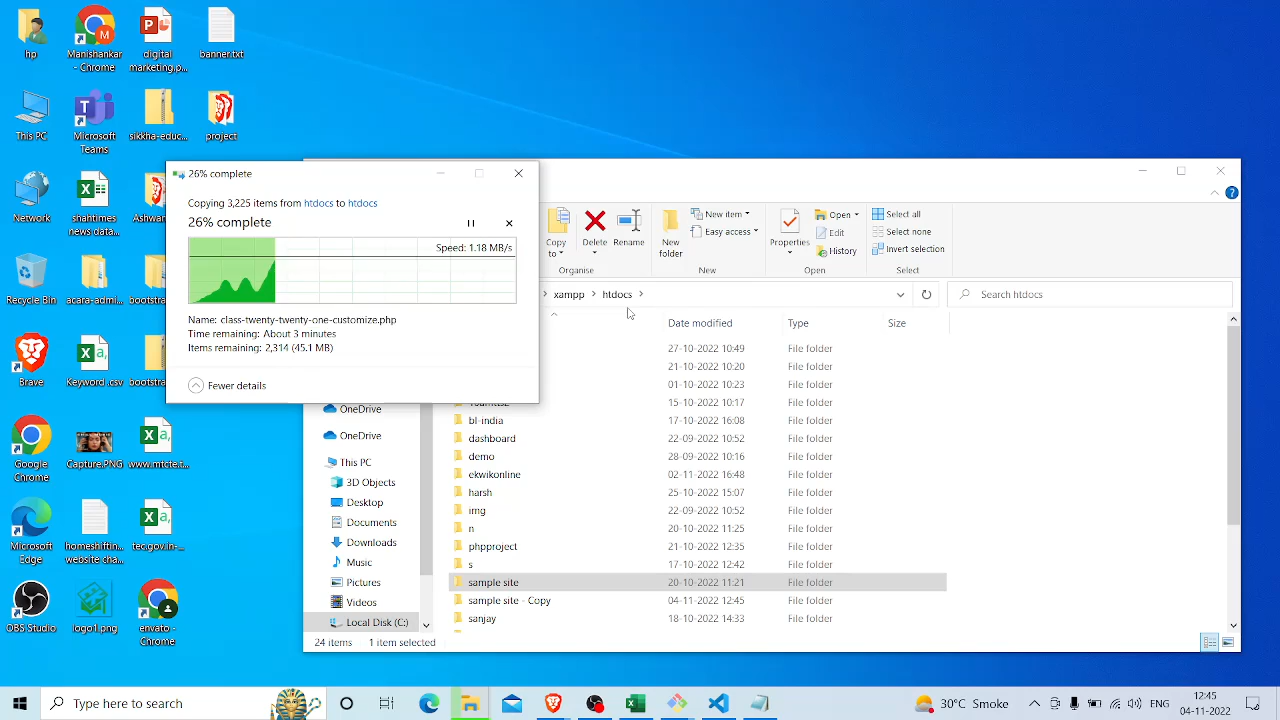 hp
Manishankar - Chrome
digital marketing.p...
banner.txt
This PC
Microsoft Teams
sikkha-educ...
project
Network
shantimes news data...
Ashwan
Recycle Bin
acara-admi...
bootstra
Brave
Keyword .csv
bootstra
Google Chrome
Capture.PNG
www.mtcte.t...
Microsoft Edge
homeshifting... website cha...
tec.gov.in-...
OBS Studio
logo1.png
envato - Chrome
26% complete
Copying 3,225 items from htdocs to htdocs
26% complete
Speed: 1.18 MB/s
Name: class-twenty-twenty-one-customize.php
Time remaining: About 3 minutes
Items remaining: 2,314 (45.1 MB)
Fewer details
Copy to
Delete
Rename
Organise
New folder
New item
Easy access
New
Properties
Open
Edit
History
Open
Select all
Select none
Invert selection
Select
xampp > htdocs >
Search htdocs
Date modified Type Size
27-10-2022 10:49 File folder
21-10-2022 10:20 File folder
01-10-2022 10:23 File folder
15-10-2022 10:17 File folder
bl-india 17-10-2022 16:08 File folder
dashboard 22-09-2022 10:52 File folder
demo 28-09-2022 10:16 File folder
ekwikonline 02-11-2022 16:48 File folder
harsh 25-10-2022 15:07 File folder
img 22-09-2022 10:52 File folder
n 20-10-2022 11:25 File folder
phpproject 21-10-2022 12:35 File folder
s 17-10-2022 12:42 File folder
sample site 20-10-2022 11:21 File folder
sample site - Copy 04-11-2022 12:45 File folder
sanjay 18-10-2022 14:33 File folder
OneDrive
OneDrive
This PC
3D Objects
Desktop
Documents
Downloads
Music
Pictures
Videos
Local Disk (C:)
24 items 1 item selected
Type here to search
30°C Smoke
ENG
12:45
04-11-2022